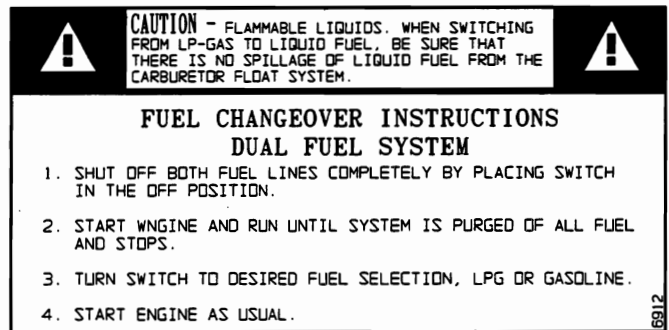 CAUTION - FLAMMABLE LIQUIDS. WHEN SWITCHING
FROM LP-GAS TO LIQUID FUEL, BE SURE THAT
THERE IS NO SPILLAGE OF LIQUID FUEL FROM THE
CARBURETOR FLOAT SYSTEM.
FUEL CHANGEOVER INSTRUCTIONS
DUAL FUEL SYSTEM
1. SHUT OFF BOTH FUEL LINES COMPLETELY BY PLACING SWITCH
IN THE OFF POSITION.
2. START WNGINE AND RUN UNTIL SYSTEM IS PURGED OF ALL FUEL
AND STOPS.
3. TURN SWITCH TO DESIRED FUEL SELECTION, LPG OR GASOLINE.
4. START ENGINE AS USUAL.
6912